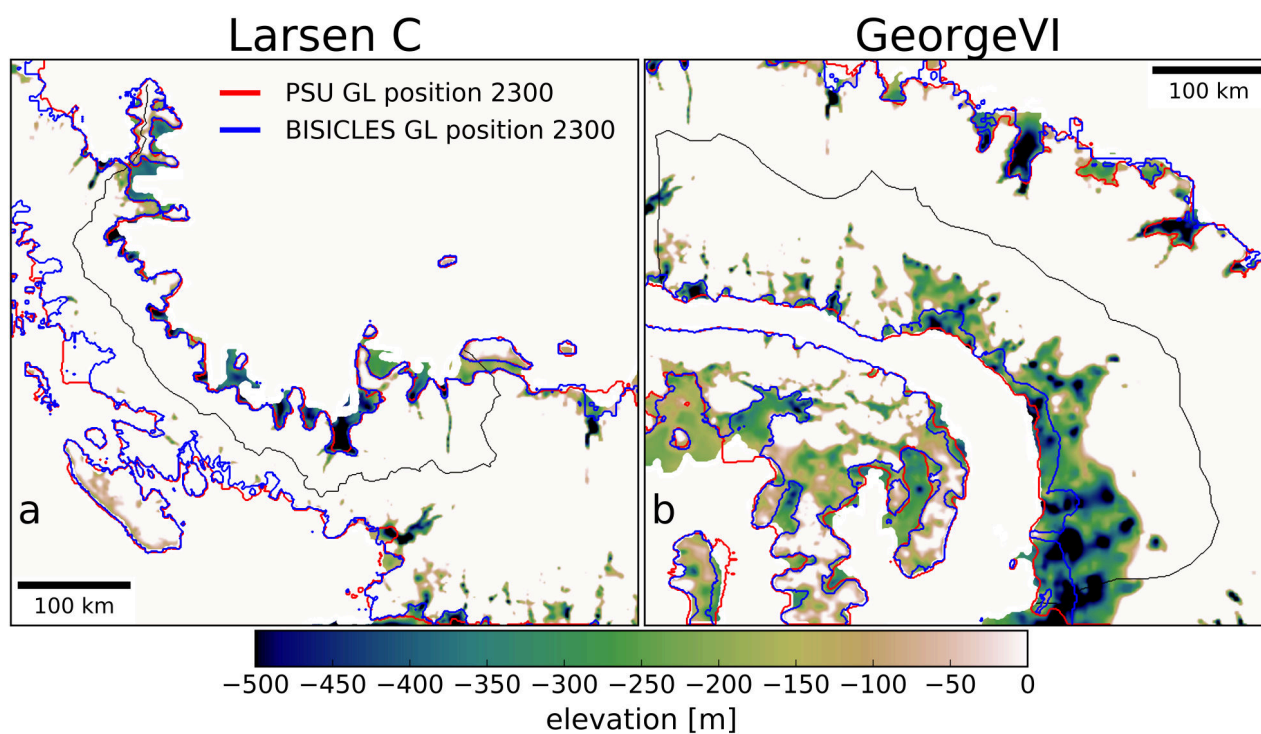 Larsen C
GeorgeVI
PSU GL position 2300
BISICLES GL position 2300
100 km
a
b
100 km
−500 −450 −400 −350 −300 −250 −200 −150 −100 −50 0
elevation [m]